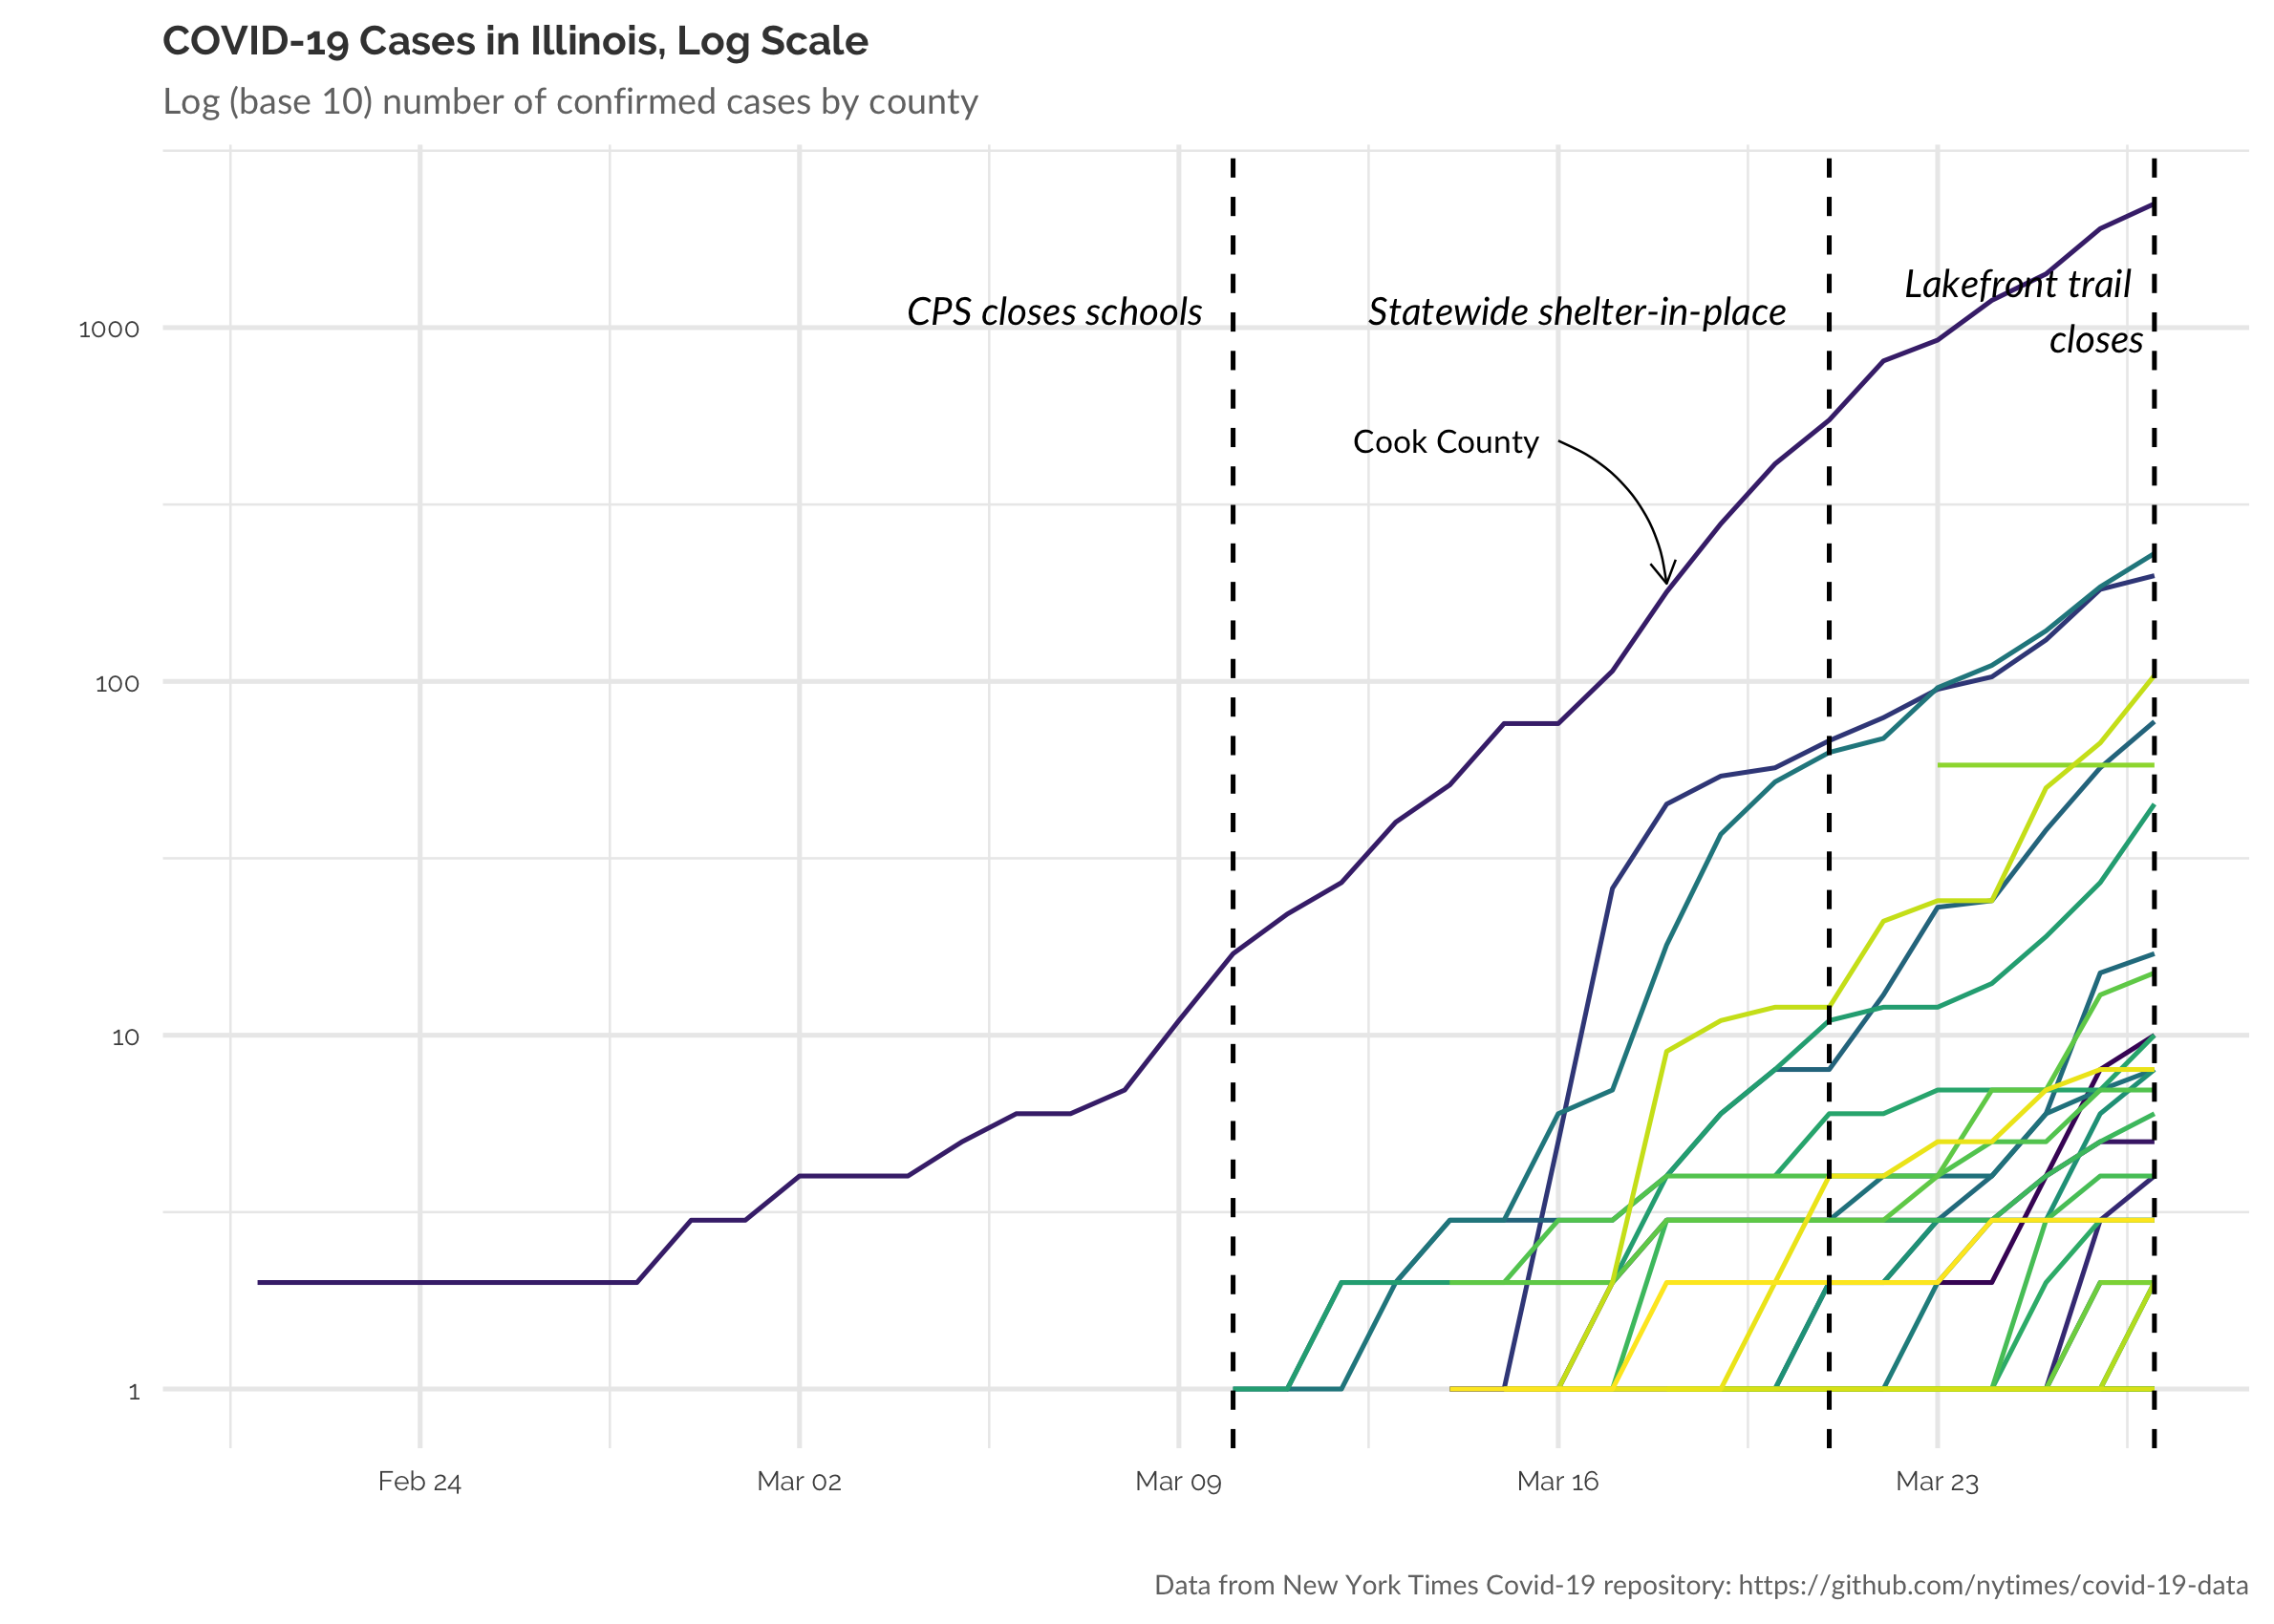 COVID-19 Cases in Illinois, Log Scale
Log (base 10) number of confirmed cases by county
CPS closes schools
Statewide shelter-in-place
Lakefront trail
closes
Cook County
1000
100
10
1
Feb 24
Mar 02
Mar 09
Mar 16
Mar 23
Data from New York Times Covid-19 repository: https://github.com/nytimes/covid-19-data